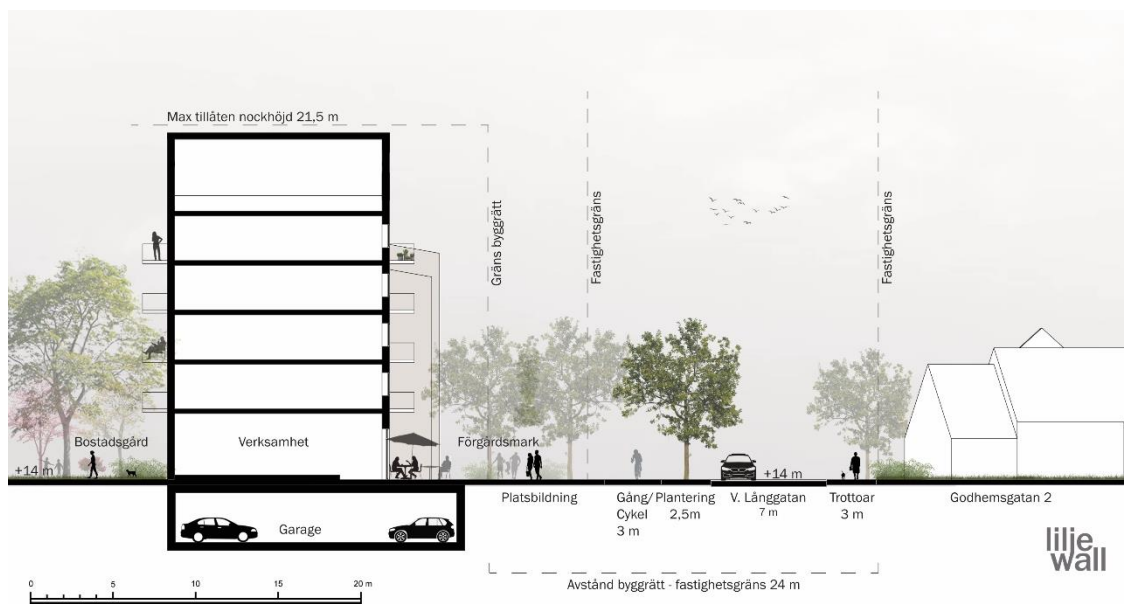 Max tillåten nockhöjd 21,5 m
Gräns byggrätt
Fastighetsgräns
Fastighetsgräns
Bostadsgård
Verksamhet
Förgårdsmark
+14 m
+14 m
Platsbildning
Gång/
Cykel
3 m
Plantering
2,5m
V. Långgatan
7 m
Trottoar
3 m
Godhemsgatan 2
Garage
lilje
wall
0 5 10 15 20 m
Avstånd byggrätt - fastighetsgräns 24 m